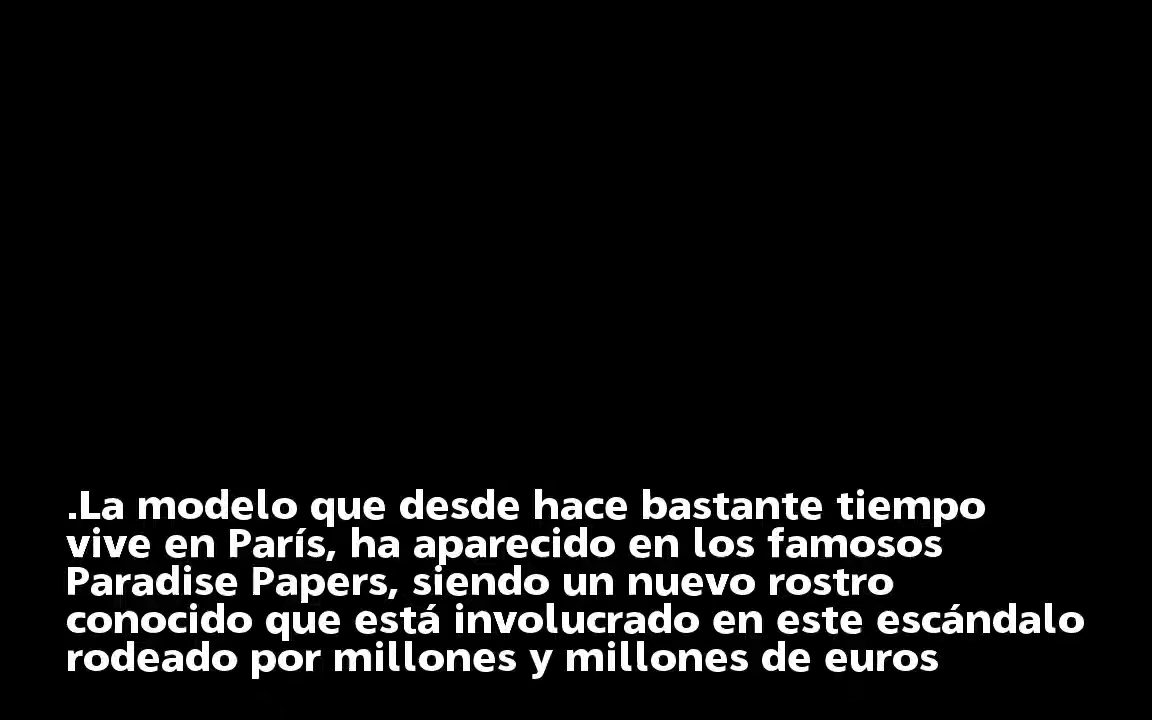 .La modelo que desde hace bastante tiempo
vive en París, ha aparecido en los famosos
Paradise Papers, siendo un nuevo rostro
conocido que está involucrado en este escándalo
rodeado por millones y millones de euros